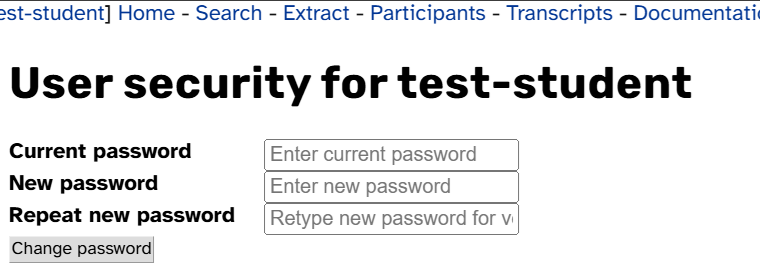 est-student] Home - Search - Extract - Participants - Transcripts - Documentatio
User security for test-student
Current password Enter current password
New password Enter new password
Repeat new password Retype new password for v
Change password